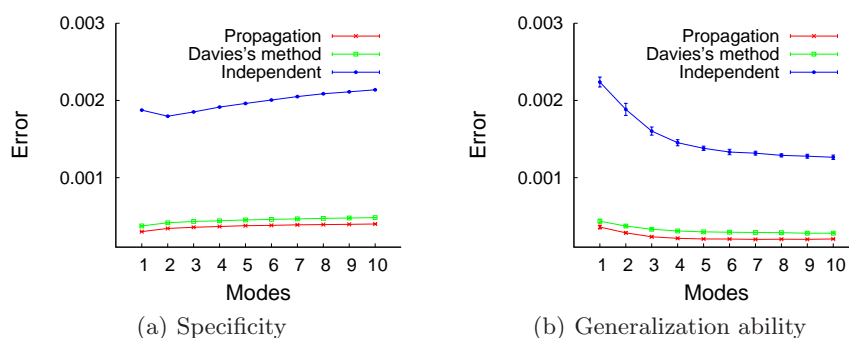 0.003
0.002
0.001
Error
Propagation
Davies's method
Independent
1 2 3 4 5 6 7 8 9 10
Modes
(a) Specificity
0.003
0.002
0.001
Error
Propagation
Davies's method
Independent
1 2 3 4 5 6 7 8 9 10
Modes
(b) Generalization ability